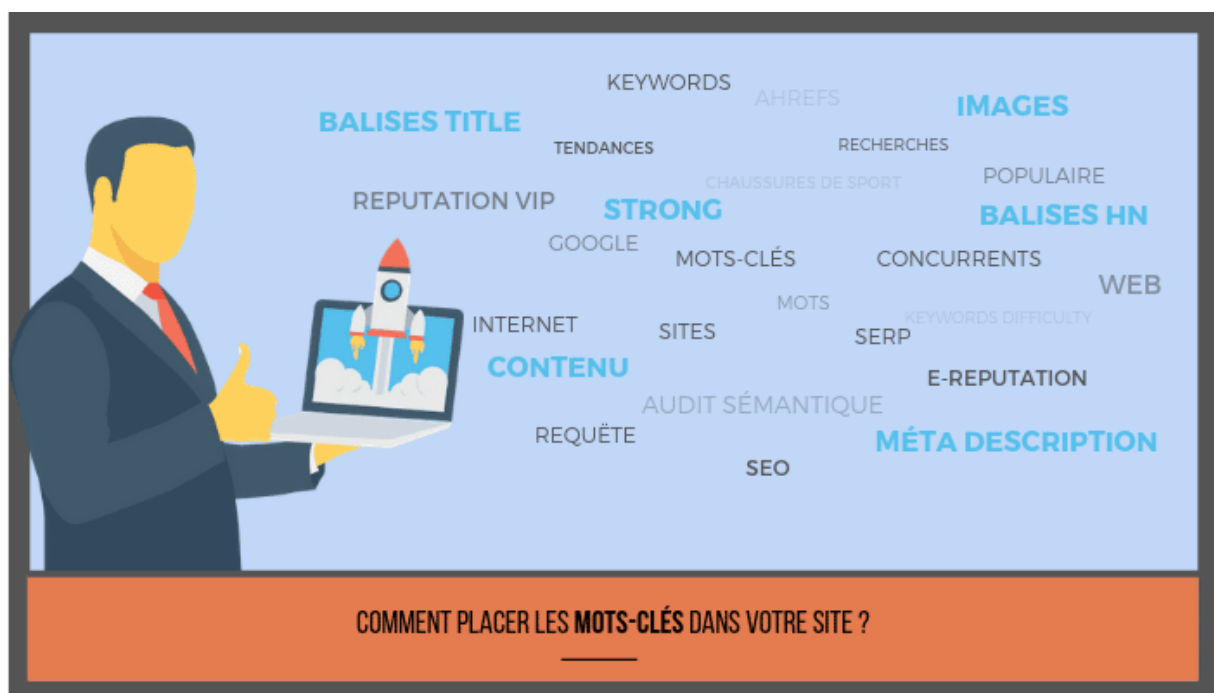 KEYWORDS
AHREFS
IMAGES
BALISES TITLE
TENDANCES
RECHERCHES
CHAUSSURES DE SPORT
POPULAIRE
REPUTATION VIP
STRONG
BALISES HN
GOOGLE
MOTS-CLÉS
CONCURRENTS
WEB
MOTS
KEYWORDS DIFFICULTY
INTERNET
SITES
SERP
CONTENU
E-REPUTATION
AUDIT SÉMANTIQUE
REQUËTE
MÉTA DESCRIPTION
SEO
COMMENT PLACER LES MOTS-CLÉS DANS VOTRE SITE ?